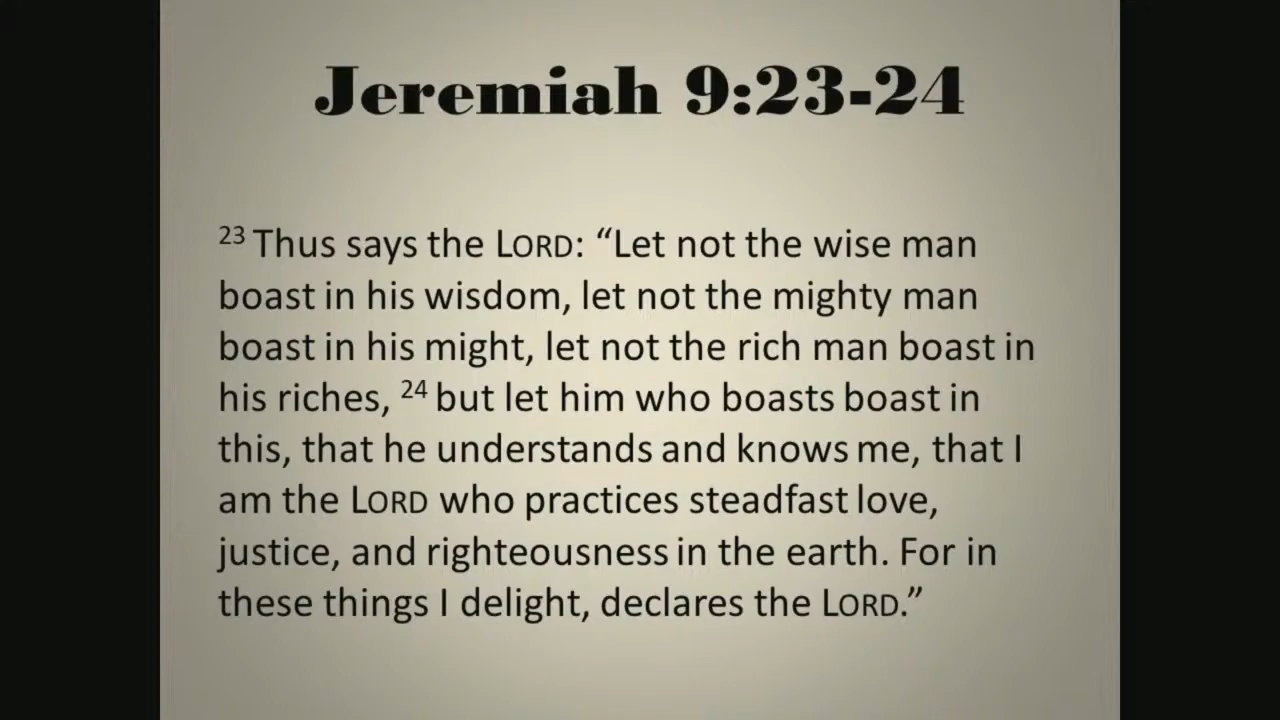 Jeremiah 9:23-24
²³ Thus says the LORD: “Let not the wise man
boast in his wisdom, let not the mighty man
boast in his might, let not the rich man boast in
his riches, ²⁴ but let him who boasts boast in
this, that he understands and knows me, that I
am the LORD who practices steadfast love,
justice, and righteousness in the earth. For in
these things I delight, declares the LORD.”